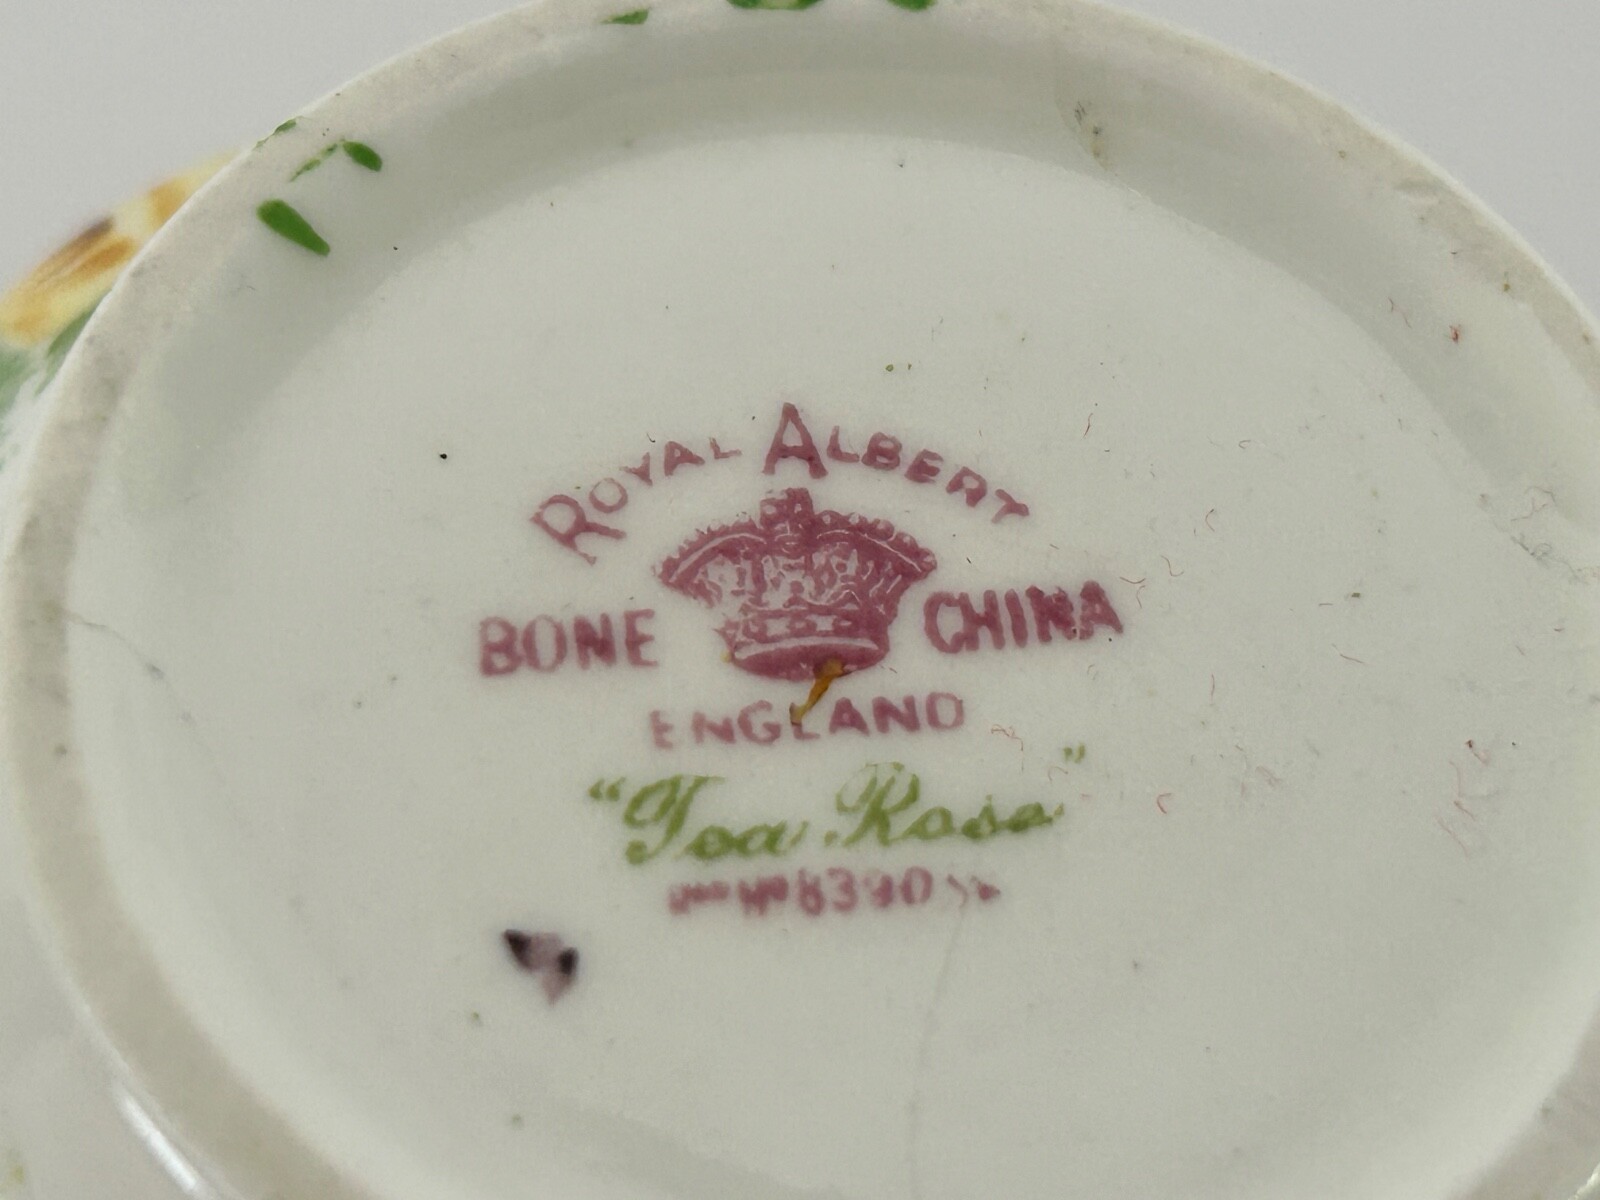 ROYAL ALBERT
BONE CHINA
ENGLAND
"Tea Rose"